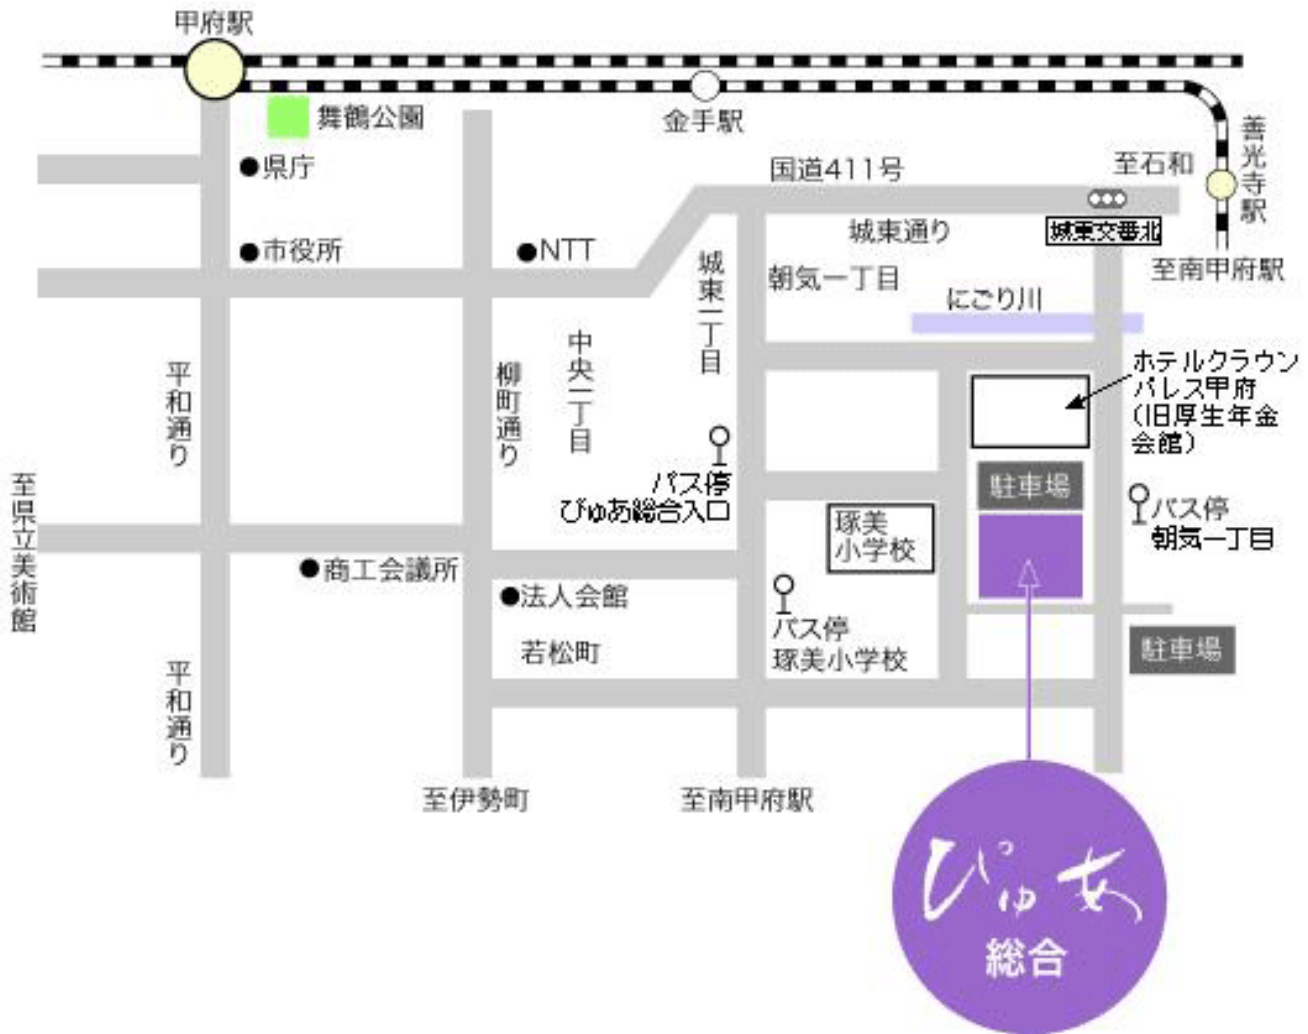 甲府駅
舞鶴公園
金手駅
善光寺駅
●県庁
国道411号
至石和
●市役所
●NTT
城東通り
城東交番北
城東一丁目
朝気一丁目
至南甲府駅
にごり川
平和通り
柳町通り
中央一丁目
ホテルクラウン
パレス甲府
(旧厚生年金
会館)
バス停
ぴゅあ総合入口
駐車場
琢美
小学校
バス停
朝気一丁目
至県立美術館
●商工会議所
●法人会館
バス停
琢美小学校
若松町
駐車場
平和通り
至伊勢町
至南甲府駅
ぴゅあ
総合